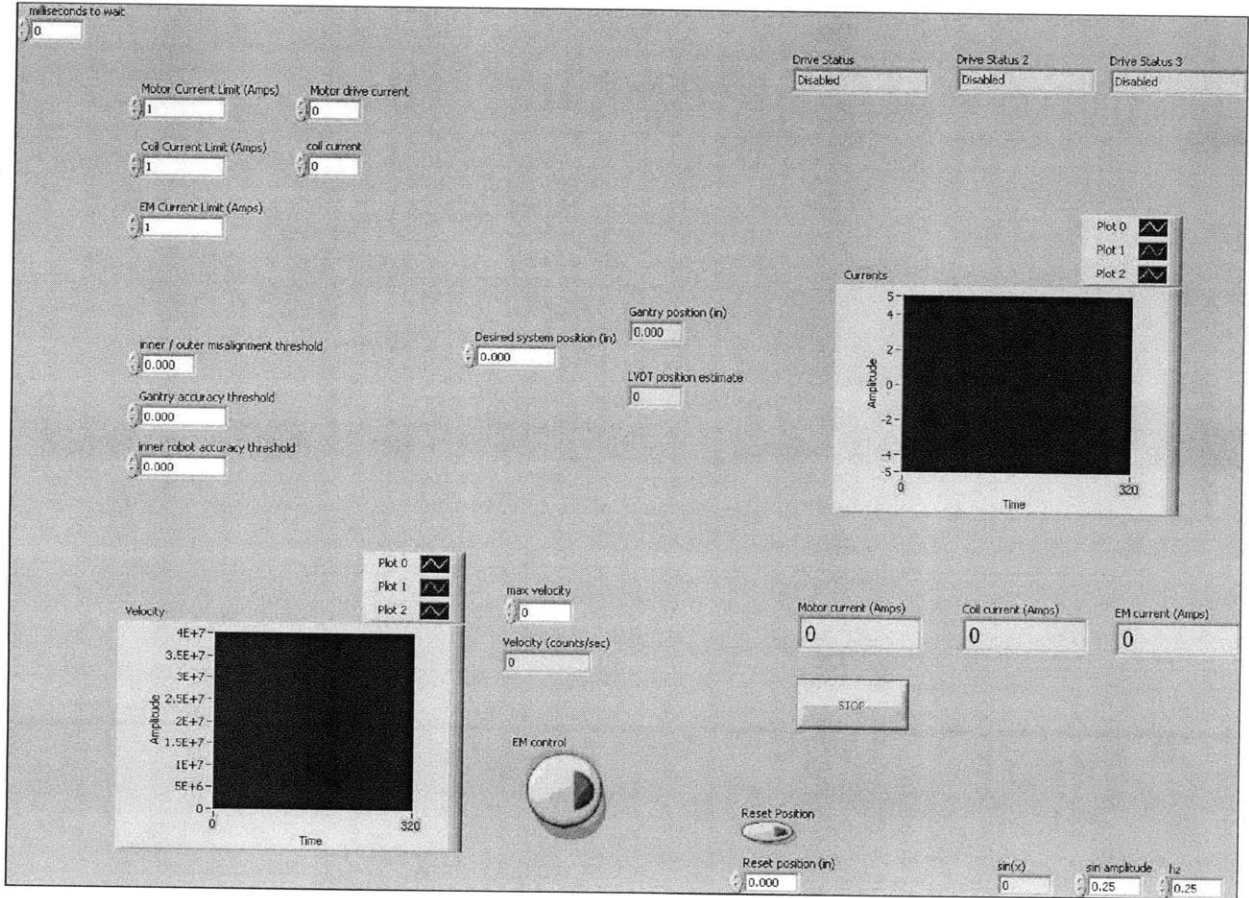 milliseconds to wait
0
Drive Status
Disabled
Drive Status 2
Disabled
Drive Status 3
Disabled
Motor Current Limit (Amps)
1
Motor drive current
0
Coil Current Limit (Amps)
1
coil current
0
EM Current Limit (Amps)
1
Plot 0
Plot 1
Plot 2
Currents
5
4
2
0
-2
-4
-5
Amplitude
0
320
Time
Gantry position (in)
0.000
Desired system position (in)
0.000
LVDT position estimate
0
inner / outer misalignment threshold
0.000
Gantry accuracy threshold
0.000
inner robot accuracy threshold
0.000
Plot 0
Plot 1
Plot 2
Velocity
4E+7
3.5E+7
3E+7
2.5E+7
2E+7
1.5E+7
1E+7
5E+6
0
Amplitude
0
320
Time
max velocity
0
Velocity (counts/sec)
0
Motor current (Amps)
0
Coil current (Amps)
0
EM current (Amps)
0
STOP
EM control
Reset Position
Reset position (in)
0.000
sin(x)
0
sin amplitude
0.25
hz
0.25